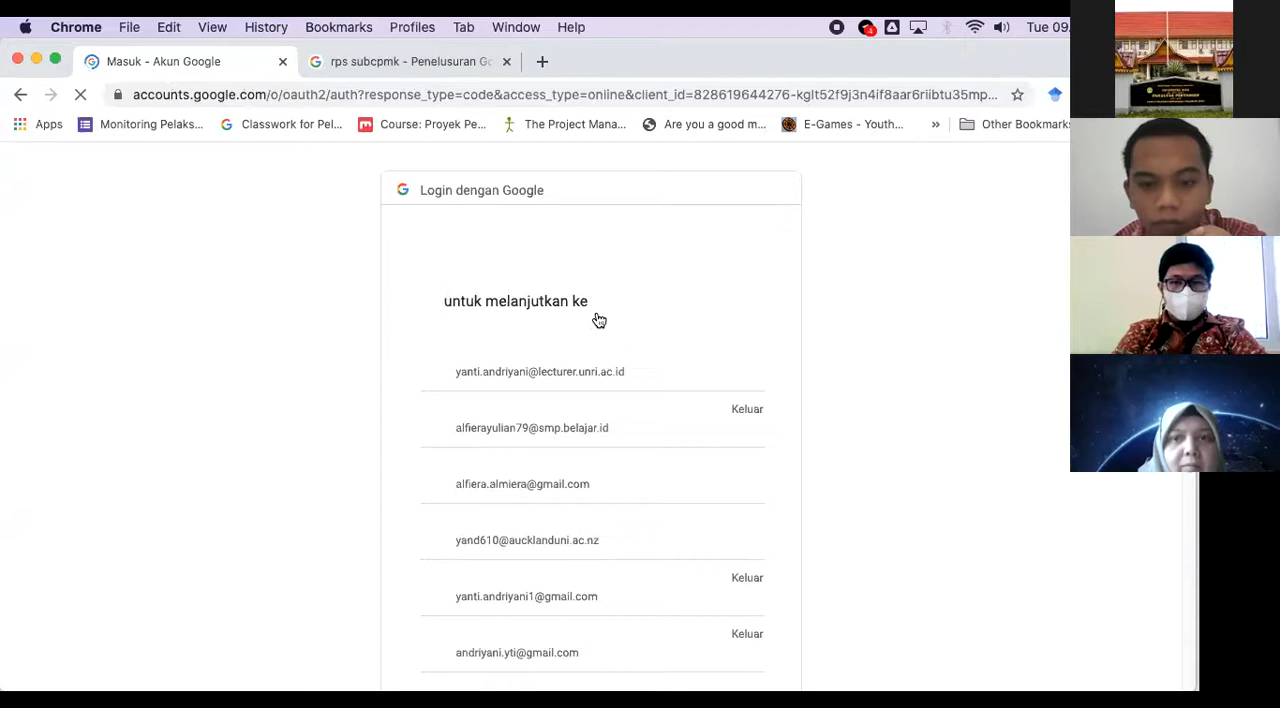 Chrome File Edit View History Bookmarks Profiles Tab Window Help
4
Tue 09.
Masuk - Akun Google
rps subcpmk - Penelusuran Go
accounts.google.com/o/oauth2/auth?response_type=code&access_type=online&client_id=828619644276-
Apps
Monitoring Pelaks...
Classwork for Pel...
Course: Proyek Pe...
The Project Mana...
Are you a good m...
E-Games - Youth...
»
Other Bookmarks
Login dengan Google
untuk melanjutkan ke
yanti.andriyani@lecturer.unri.ac.id
Keluar
alfierayulian79@smp.belajar.id
alfiera.almiera@gmail.com
yand610@aucklanduni.ac.nz
Keluar
yanti.andriyani1@gmail.com
Keluar
andriyani.yti@gmail.com